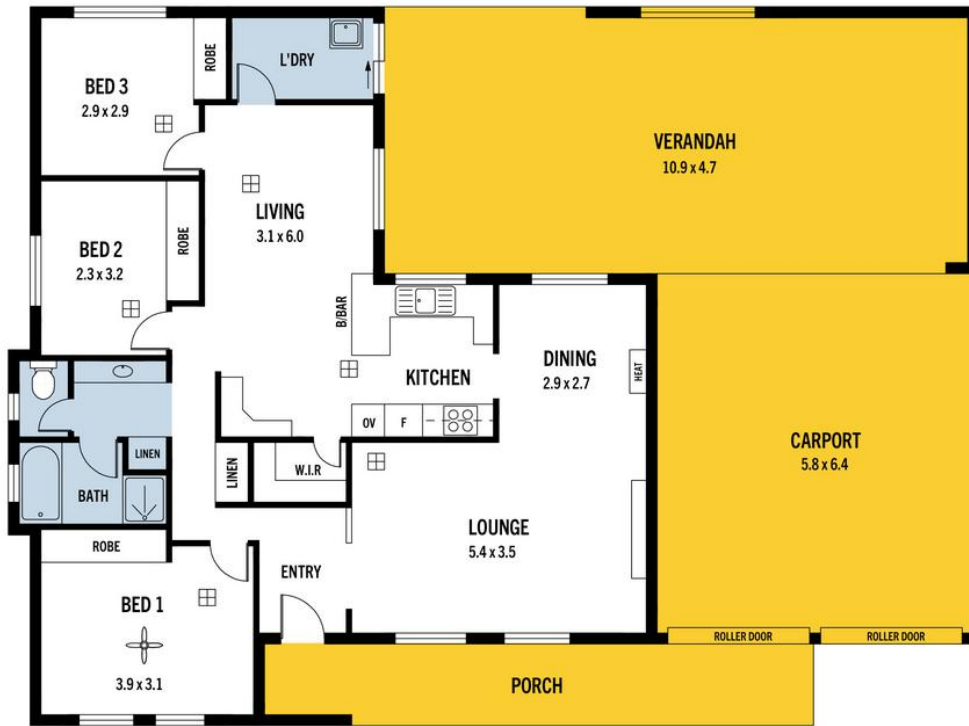 BED 3
2.9 x 2.9
ROBE
L'DRY
VERANDAH
10.9 x 4.7
LIVING
3.1 x 6.0
BED 2
2.3 x 3.2
ROBE
B/BAR
KITCHEN
DINING
2.9 x 2.7
HEAT
OV
F
CARPORT
5.8 x 6.4
LINEN
BATH
LINEN
W.I.R
LOUNGE
5.4 x 3.5
ROBE
ENTRY
BED 1
3.9 x 3.1
ROLLER DOOR
ROLLER DOOR
PORCH